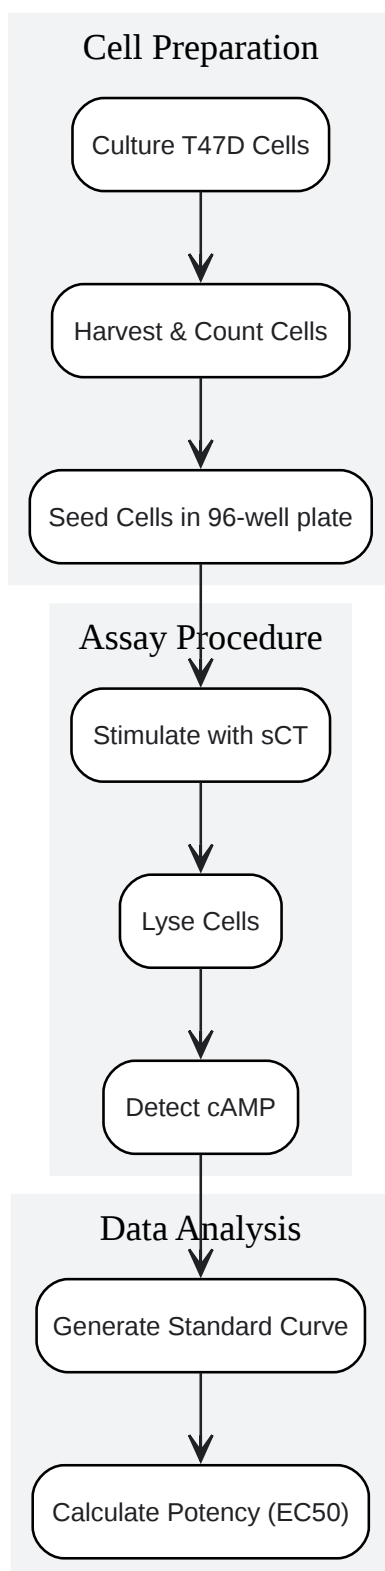 Cell Preparation
Culture T47D Cells
Harvest & Count Cells
Seed Cells in 96-well plate
Assay Procedure
Stimulate with sCT
Lyse Cells
Detect cAMP
Data Analysis
Generate Standard Curve
Calculate Potency (EC50)